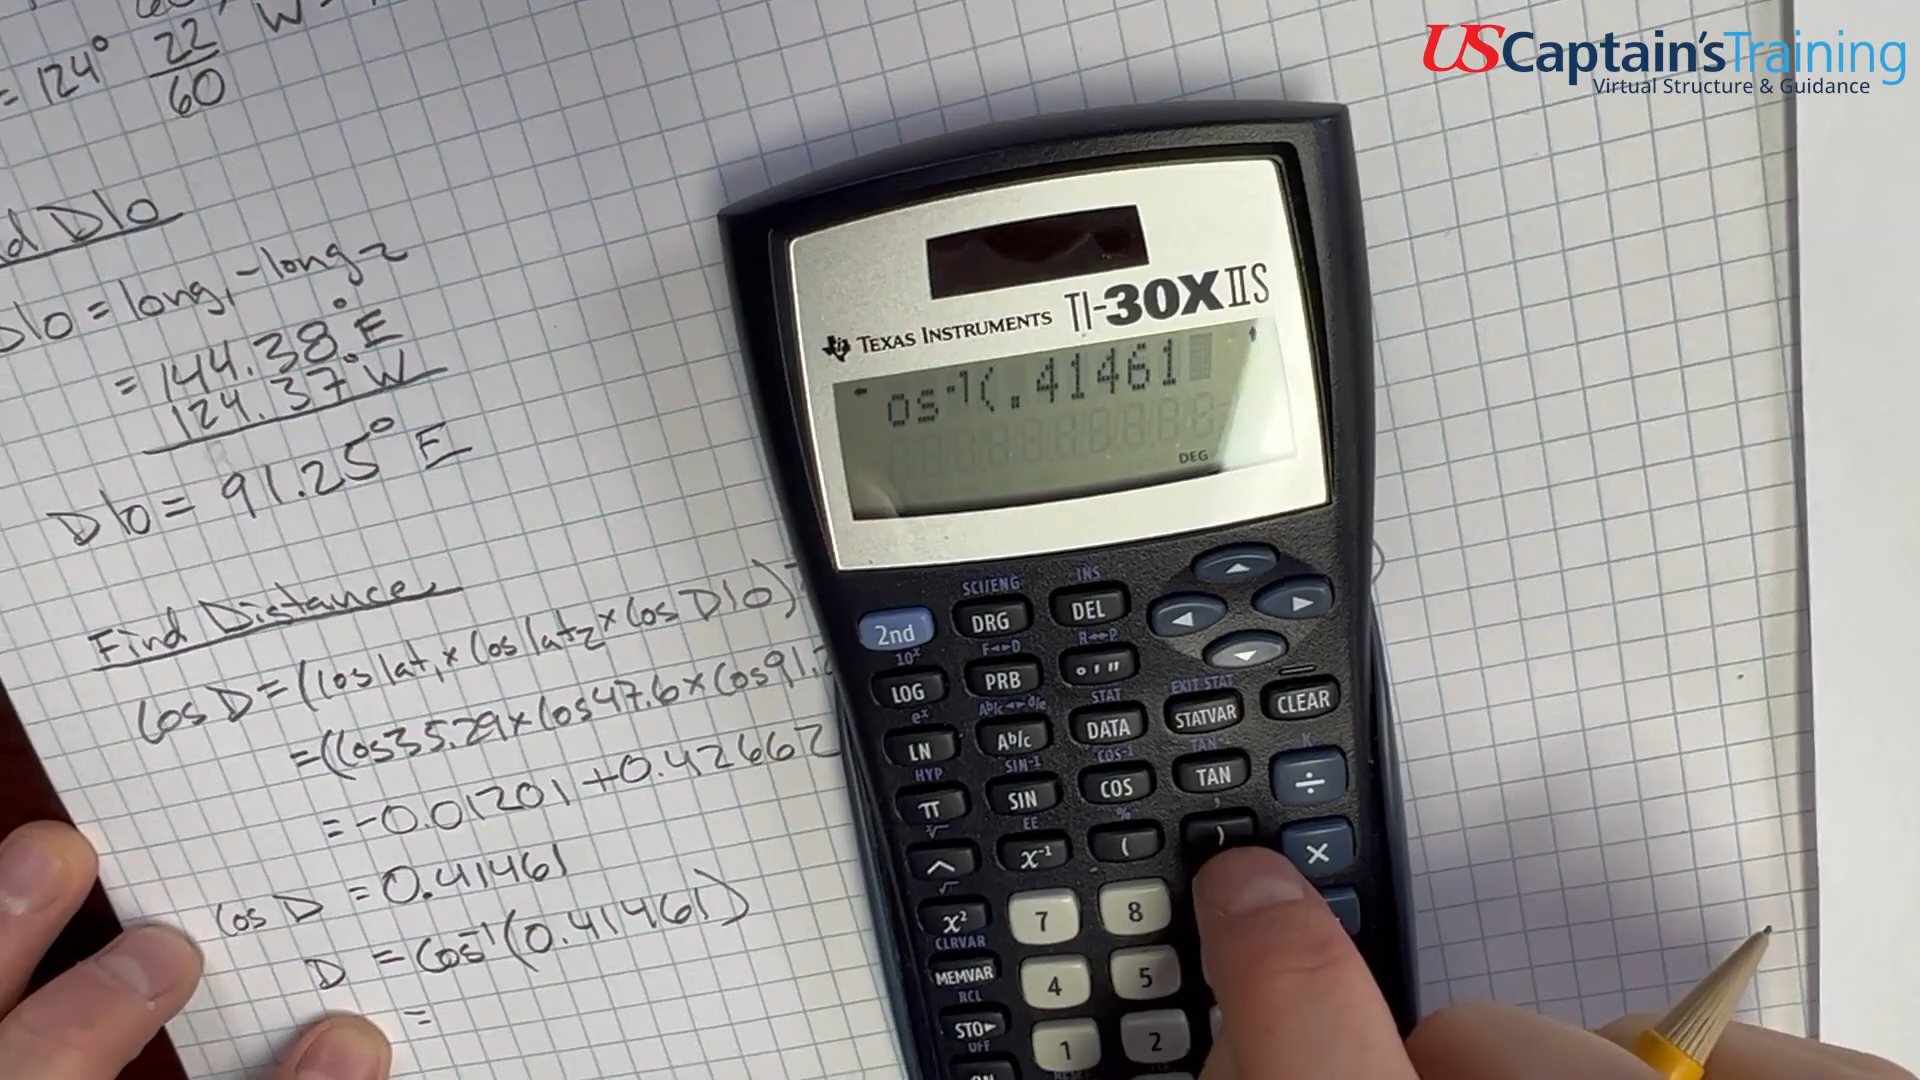 USCaptain'sTraining
Virtual Structure & Guidance
= 124° 22/60 W
d Dlo
Dlo = long1 - long2
= 144.38° E
124.37° W
Dlo = 91.25° E
Find Distance
Cos D = (Cos lat1 × Cos lat2 × Cos Dlo)
= (Cos 35.29 × Cos 47.6 × Cos 91.2
= -0.01201 + 0.42662
Cos D = 0.41461
D = Cos⁻¹(0.41461)
=
TEXAS INSTRUMENTS TI-30X IIS
os⁻¹(.41461
DEG
SCI/ENG INS
2nd DRG DEL
10ˣ F◄►D R◄►P
LOG PRB ° ' "
eˣ Ab/c◄►d/e STAT EXIT STAT
LN Ab/c DATA STATVAR CLEAR
HYP SIN⁻¹ COS⁻¹ TAN⁻¹ K
π SIN COS TAN ÷
ˣ√ EE % ,
^ x⁻¹ ( ) ×
√
x² 7 8
CLRVAR
MEMVAR 4 5
RCL
STO► 1 2
OFF
ON